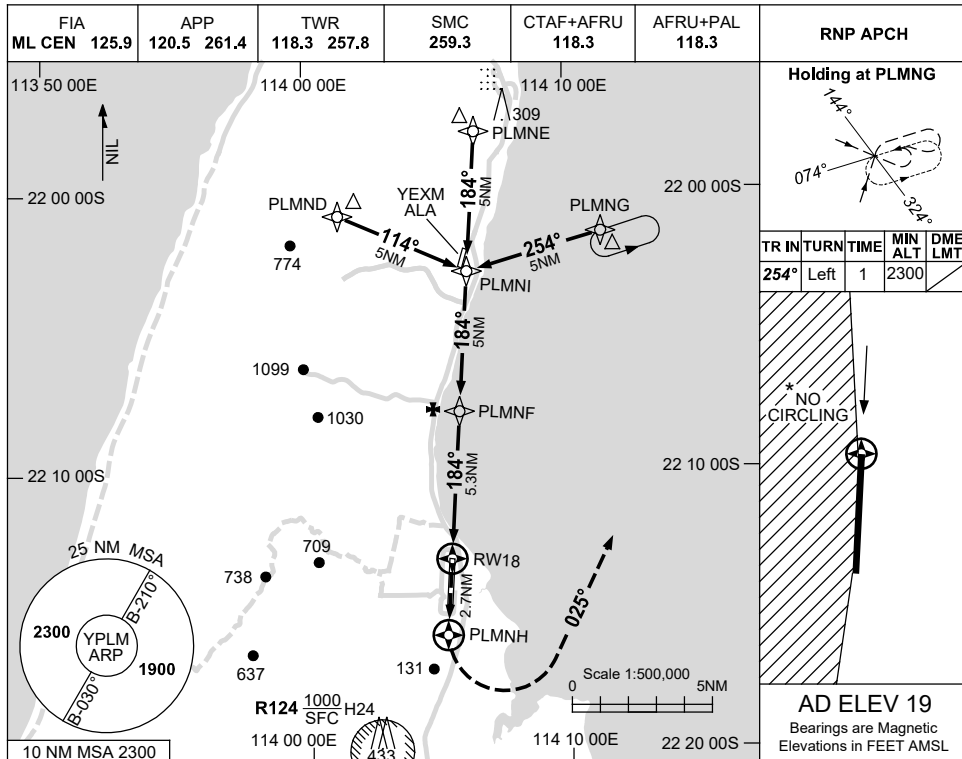 FIA
ML CEN 125.9
APP
120.5 261.4
TWR
118.3 257.8
SMC
259.3
CTAF+AFRU
118.3
AFRU+PAL
118.3
RNP APCH
113 50 00E
114 00 00E
114 10 00E
NIL
309
PLMNE
184°
5NM
22 00 00S
22 00 00S
YEXM
ALA
PLMND
114°
5NM
PLMNG
254°
5NM
774
PLMNI
184°
5NM
1099
1030
PLMNF
22 10 00S
22 10 00S
184°
5.3NM
709
738
RW18
2.7NM
PLMNH
025°
637
131
25 NM MSA
B-210°
2300
YPLM
ARP
1900
B-030°
10 NM MSA 2300
R124 1000
SFC H24
433
114 00 00E
Scale 1:500,000
0 5NM
114 10 00E
22 20 00S
Holding at PLMNG
144°
074°
324°
TR IN TURN TIME MIN ALT DME LMT
254° Left 1 2300
* NO
CIRCLING
AD ELEV 19
Bearings are Magnetic
Elevations in FEET AMSL